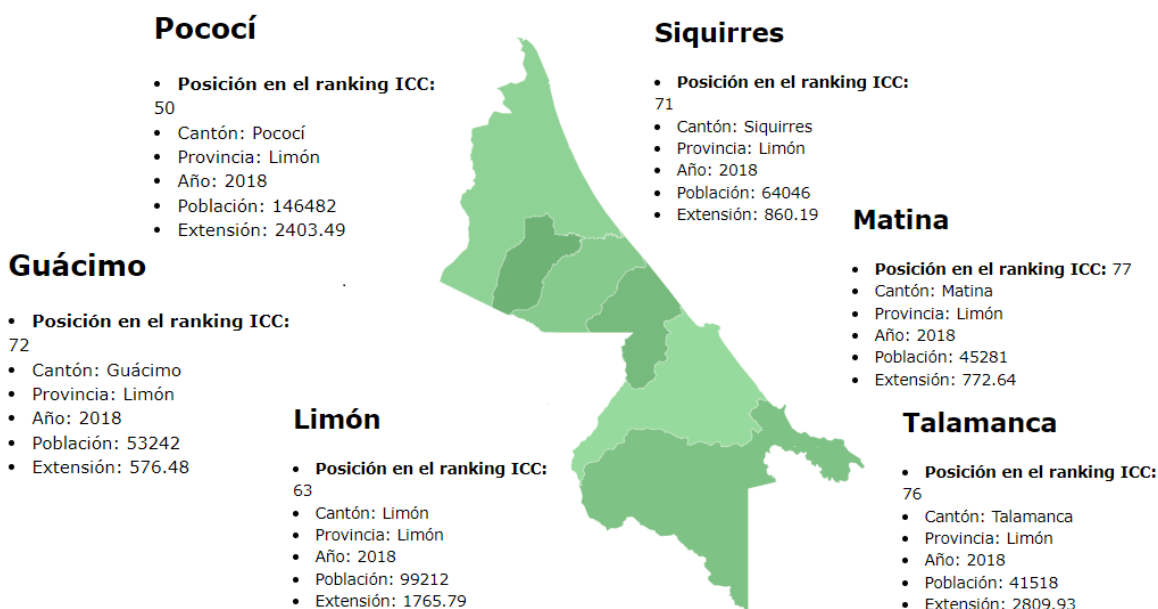 Pococí
• Posición en el ranking ICC:
50
• Cantón: Pococí
• Provincia: Limón
• Año: 2018
• Población: 146482
• Extensión: 2403.49
Siquirres
• Posición en el ranking ICC:
71
• Cantón: Siquirres
• Provincia: Limón
• Año: 2018
• Población: 64046
• Extensión: 860.19
Guácimo
• Posición en el ranking ICC:
72
• Cantón: Guácimo
• Provincia: Limón
• Año: 2018
• Población: 53242
• Extensión: 576.48
Matina
• Posición en el ranking ICC: 77
• Cantón: Matina
• Provincia: Limón
• Año: 2018
• Población: 45281
• Extensión: 772.64
Limón
• Posición en el ranking ICC:
63
• Cantón: Limón
• Provincia: Limón
• Año: 2018
• Población: 99212
• Extensión: 1765.79
Talamanca
• Posición en el ranking ICC:
76
• Cantón: Talamanca
• Provincia: Limón
• Año: 2018
• Población: 41518
• Extensión: 2809.93